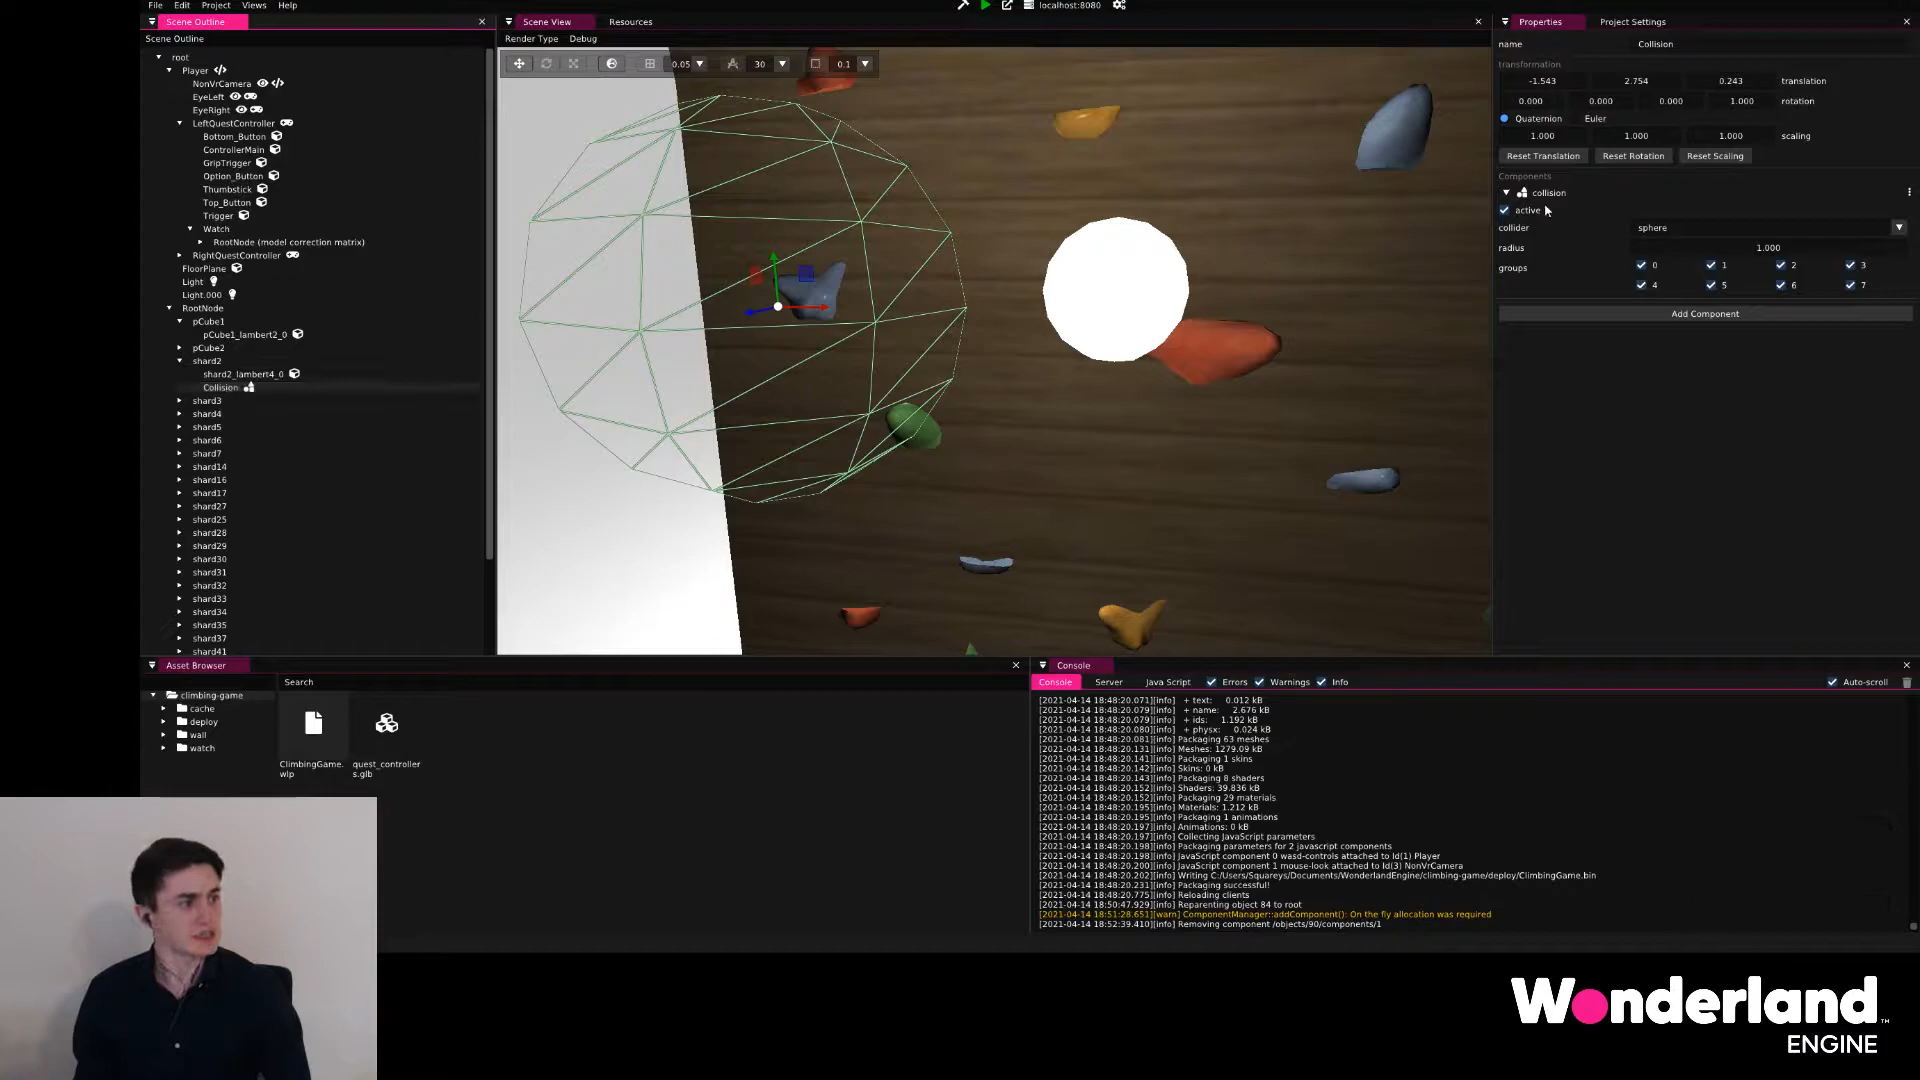 File Edit Project Views Help
localhost:8080
Scene Outline
Scene Outline
root
Player
NonVrCamera
EyeLeft
EyeRight
LeftQuestController
Bottom_Button
ControllerMain
GripTrigger
Option_Button
Thumbstick
Top_Button
Trigger
Watch
RootNode (model correction matrix)
RightQuestController
FloorPlane
Light
Light.000
RootNode
pCube1
pCube1_lambert2_0
pCube2
shard2
shard2_lambert4_0
Collision
shard3
shard4
shard5
shard6
shard7
shard14
shard16
shard17
shard27
shard25
shard28
shard29
shard30
shard31
shard32
shard33
shard34
shard35
shard37
shard41
Scene View Resources
Render Type Debug
0.05 30 0.1
Properties Project Settings
name Collision
transformation
-1.543 2.754 0.243 translation
0.000 0.000 0.000 1.000 rotation
Quaternion Euler
1.000 1.000 1.000 scaling
Reset Translation Reset Rotation Reset Scaling
Components
collision
active
collider sphere
radius 1.000
groups 0 1 2 3
4 5 6 7
Add Component
Asset Browser
Search
climbing-game
cache
deploy
wall
watch
ClimbingGame.
wlp
quest_controller
s.glb
Console
Console Server Java Script Errors Warnings Info Auto-scroll
[2021-04-14 18:48:20.071][info] + text: 0.012 kB
[2021-04-14 18:48:20.079][info] + name: 2.676 kB
[2021-04-14 18:48:20.079][info] + ids: 1.192 kB
[2021-04-14 18:48:20.080][info] + physx: 0.024 kB
[2021-04-14 18:48:20.081][info] Packaging 63 meshes
[2021-04-14 18:48:20.131][info] Meshes: 1279.09 kB
[2021-04-14 18:48:20.141][info] Packaging 1 skins
[2021-04-14 18:48:20.142][info] Skins: 0 kB
[2021-04-14 18:48:20.143][info] Packaging 8 shaders
[2021-04-14 18:48:20.152][info] Shaders: 39.836 kB
[2021-04-14 18:48:20.152][info] Packaging 29 materials
[2021-04-14 18:48:20.195][info] Materials: 1.212 kB
[2021-04-14 18:48:20.195][info] Packaging 1 animations
[2021-04-14 18:48:20.197][info] Animations: 0 kB
[2021-04-14 18:48:20.197][info] Collecting JavaScript parameters
[2021-04-14 18:48:20.198][info] Packaging parameters for 2 javascript components
[2021-04-14 18:48:20.198][info] JavaScript component 0 wasd-controls attached to Id(1) Player
[2021-04-14 18:48:20.200][info] JavaScript component 1 mouse-look attached to Id(3) NonVrCamera
[2021-04-14 18:48:20.202][info] Writing C:/Users/Squareys/Documents/WonderlandEngine/climbing-game/deploy/ClimbingGame.bin
[2021-04-14 18:48:20.231][info] Packaging successful!
[2021-04-14 18:48:20.775][info] Reloading clients
[2021-04-14 18:50:47.929][info] Reparenting object 84 to root
[2021-04-14 18:51:28.651][warn] ComponentManager::addComponent(): On the fly allocation was required
[2021-04-14 18:52:39.410][info] Removing component /objects/90/components/1
Wonderland™
ENGINE